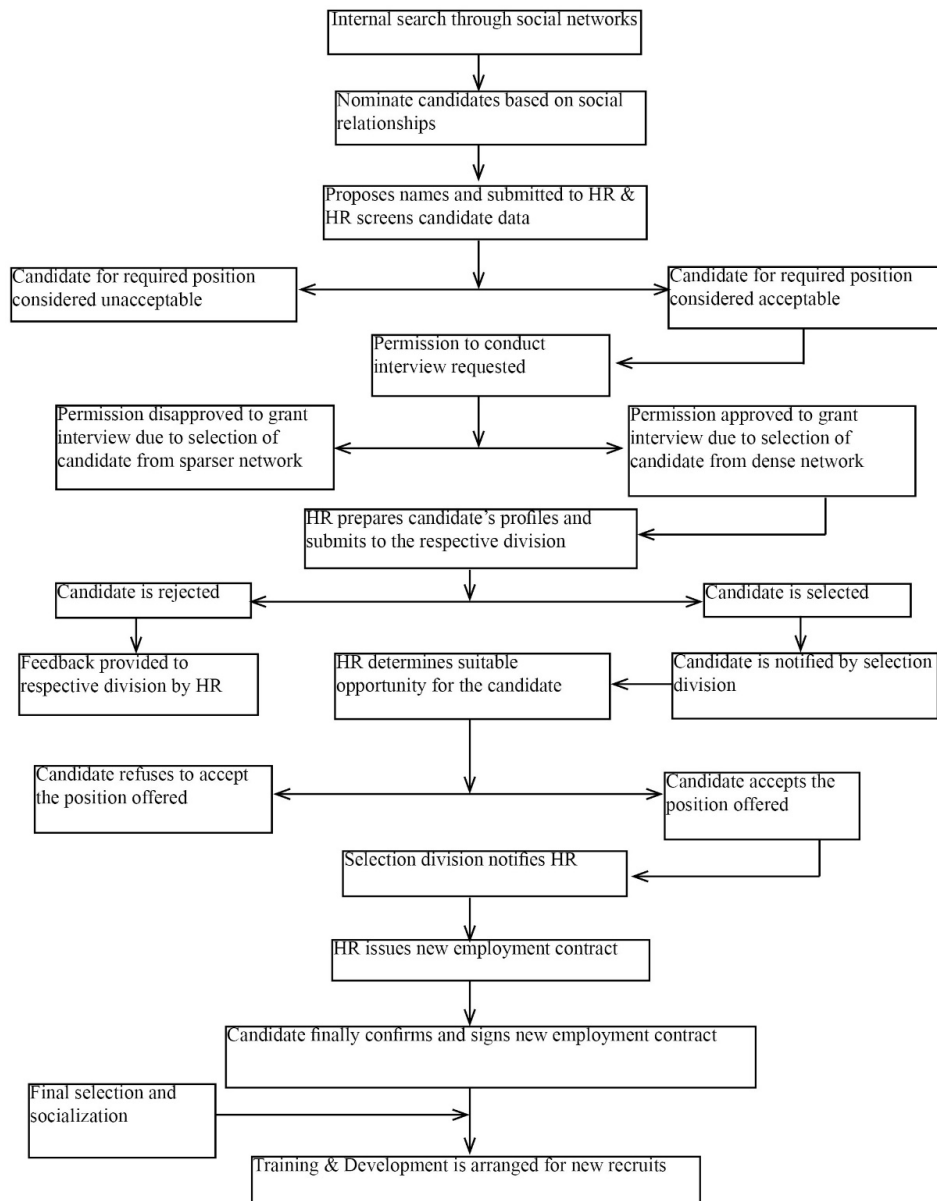 Internal search through social networks
Nominate candidates based on social
relationships
Proposes names and submitted to HR &
HR screens candidate data
Candidate for required position
considered unacceptable
Candidate for required position
considered acceptable
Permission to conduct
interview requested
Permission disapproved to grant
interview due to selection of
candidate from sparser network
Permission approved to grant
interview due to selection of
candidate from dense network
HR prepares candidate’s profiles and
submits to the respective division
Candidate is rejected
Candidate is selected
Feedback provided to
respective division by HR
HR determines suitable
opportunity for the candidate
Candidate is notified by selection
division
Candidate refuses to accept
the position offered
Candidate accepts the
position offered
Selection division notifies HR
HR issues new employment contract
Candidate finally confirms and signs new employment contract
Final selection and
socialization
Training & Development is arranged for new recruits